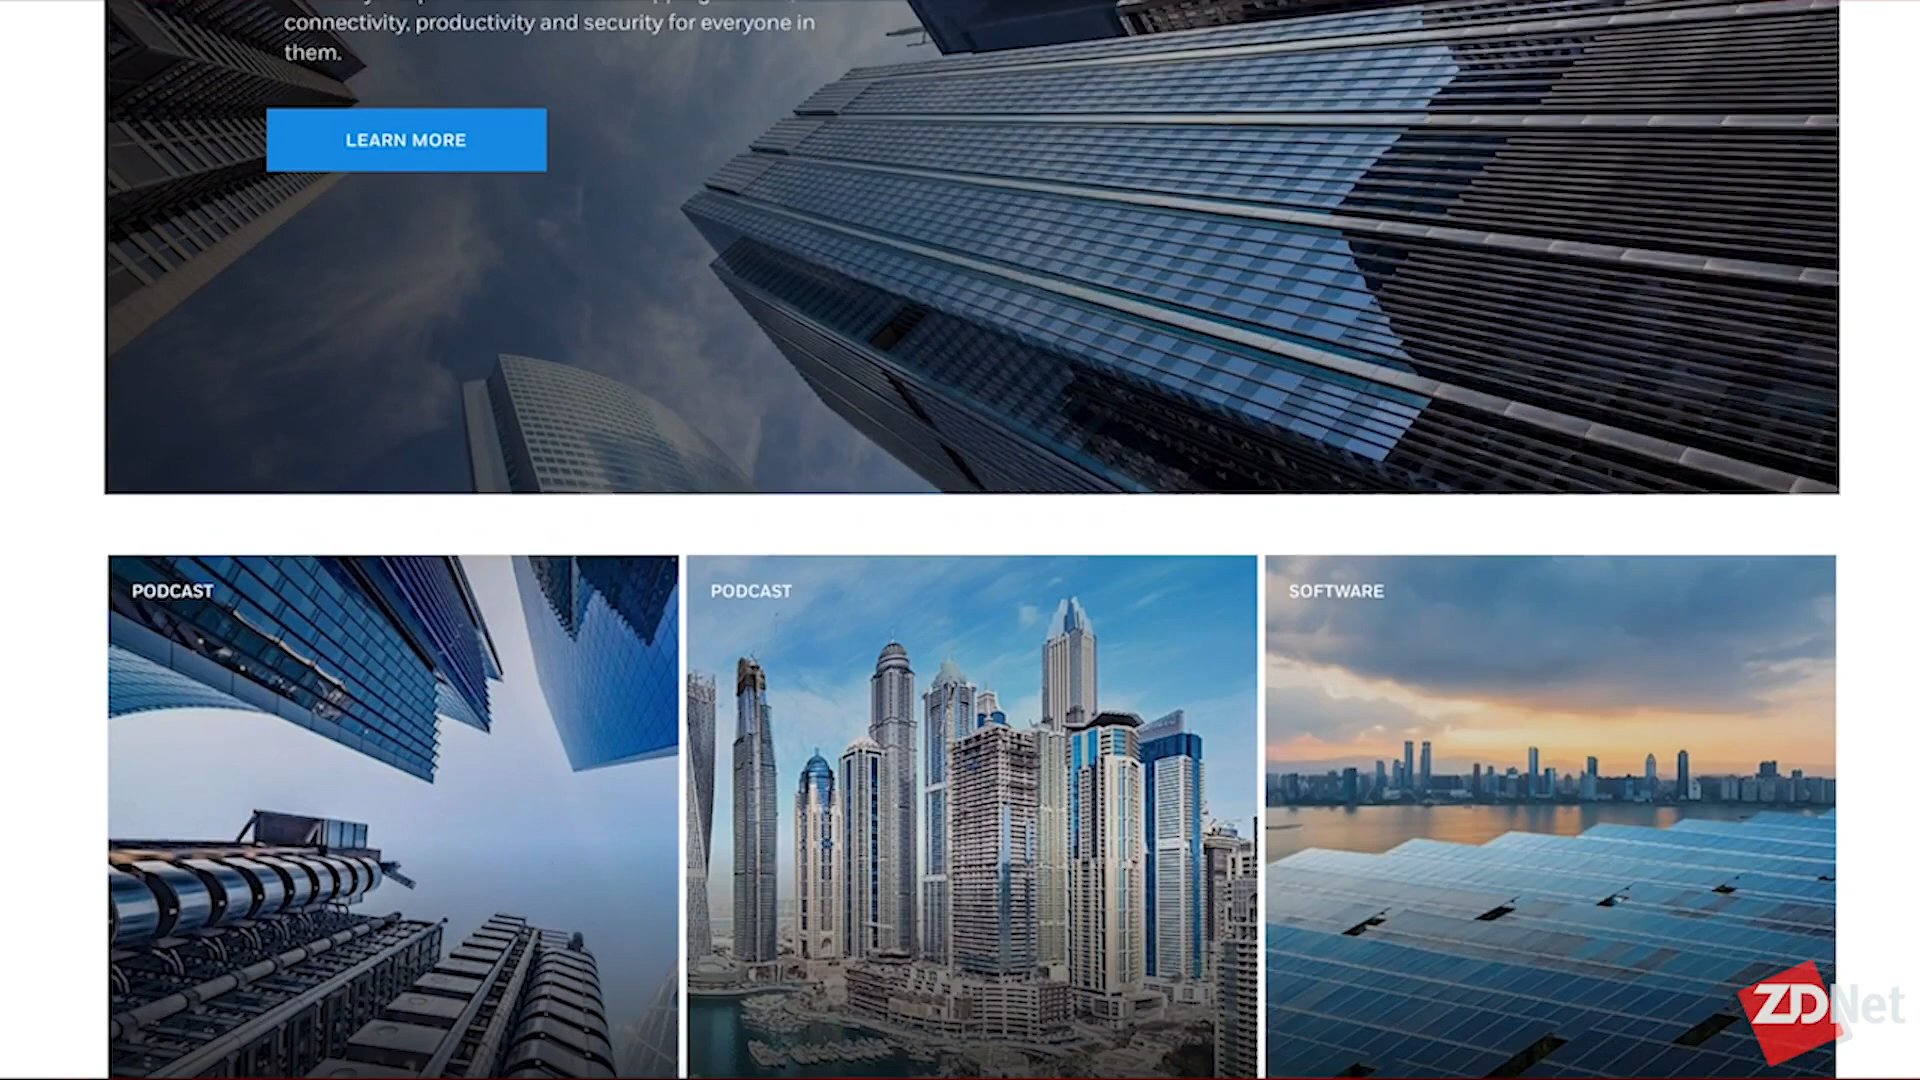 connectivity, productivity and security for everyone in
them.
LEARN MORE
PODCAST
PODCAST
SOFTWARE
ZDNet